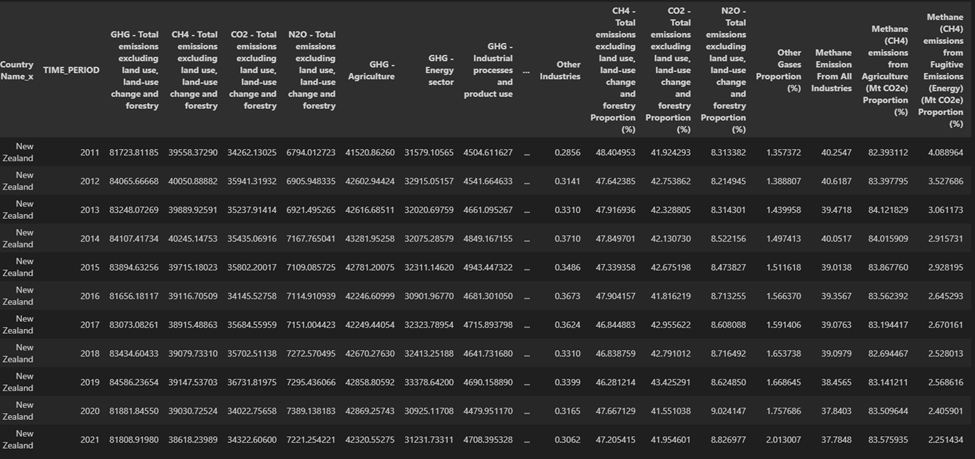 Country Name_x TIME_PERIOD GHG - Total emissions excluding land use, land-use change and forestry CH4 - Total emissions excluding land use, land-use change and forestry CO2 - Total emissions excluding land use, land-use change and forestry N2O - Total emissions excluding land use, land-use change and forestry GHG - Agriculture GHG - Energy sector GHG - Industrial processes and product use ... Other Industries CH4 - Total emissions excluding land use, land-use change and forestry Proportion (%) CO2 - Total emissions excluding land use, land-use change and forestry Proportion (%) N2O - Total emissions excluding land use, land-use change and forestry Proportion (%) Other Gases Proportion (%) Methane Emission From All Industries Methane (CH4) emissions from Agriculture (Mt CO2e) Proportion (%) Methane (CH4) emissions from Fugitive Emissions (Energy) (Mt CO2e) Proportion (%)
New Zealand 2011 81723.81185 39558.37290 34262.13025 6794.012723 41520.86260 31579.10565 4504.611627 ... 0.2856 48.404953 41.924293 8.313382 1.357372 40.2547 82.393112 4.088964
New Zealand 2012 84065.66668 40050.88882 35941.31932 6905.948335 42602.94424 32915.05157 4541.664633 ... 0.3141 47.642385 42.753862 8.214945 1.388807 40.6187 83.397795 3.527686
New Zealand 2013 83248.07269 39889.92591 35237.91414 6921.495265 42616.68511 32020.69759 4661.095267 ... 0.3310 47.916936 42.328805 8.314301 1.439958 39.4718 84.121829 3.061173
New Zealand 2014 84107.41734 40245.14753 35435.06916 7167.765041 43281.95258 32075.28579 4849.167155 ... 0.3710 47.849701 42.130730 8.522156 1.497413 40.0517 84.015909 2.915731
New Zealand 2015 83894.63256 39715.18023 35802.20017 7109.085725 42781.20075 32311.14620 4943.447322 ... 0.3486 47.339358 42.675198 8.473827 1.511618 39.0138 83.867760 2.928195
New Zealand 2016 81656.18117 39116.70509 34145.52758 7114.910939 42246.60999 30901.96770 4681.301050 ... 0.3673 47.904157 41.816219 8.713255 1.566370 39.3567 83.562392 2.645293
New Zealand 2017 83073.08261 38915.48863 35684.55959 7151.004423 42249.44054 32323.78954 4715.893798 ... 0.3624 46.844883 42.955622 8.608088 1.591406 39.0763 83.194417 2.670161
New Zealand 2018 83434.60433 39079.73310 35702.51138 7272.570495 42670.27630 32413.25188 4641.731680 ... 0.3310 46.838759 42.791012 8.716492 1.653738 39.0979 82.694467 2.528013
New Zealand 2019 84586.23654 39147.53703 36731.81975 7295.436066 42858.80592 33378.64200 4690.158890 ... 0.3399 46.281214 43.425291 8.624850 1.668645 38.4565 83.141211 2.568616
New Zealand 2020 81881.84550 39030.72524 34022.75658 7389.138183 42869.25743 30925.11708 4479.951170 ... 0.3165 47.667129 41.551038 9.024147 1.757686 37.8403 83.509644 2.405901
New Zealand 2021 81808.91980 38618.23989 34322.60600 7221.254221 42320.55275 31231.73311 4708.395328 ... 0.3062 47.205415 41.954601 8.826977 2.013007 37.7848 83.575935 2.251434